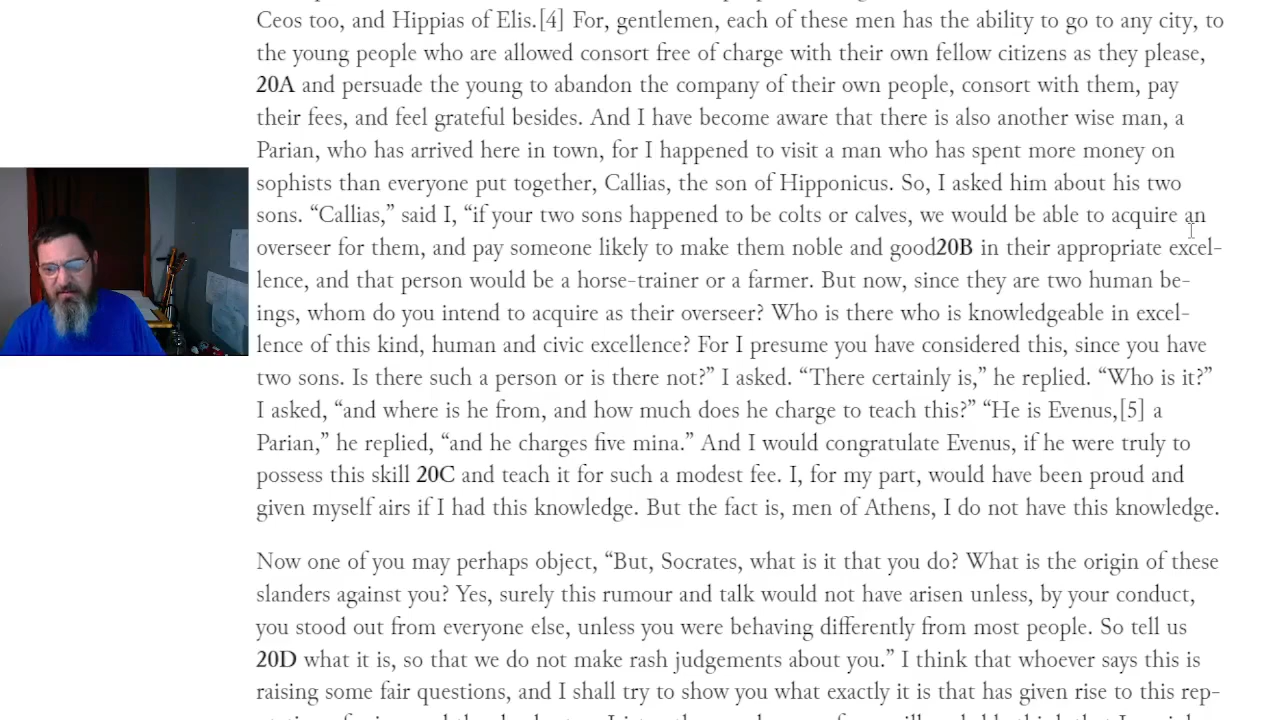 Ceos too, and Hippias of Elis.[4] For, gentlemen, each of these men has the ability to go to any city, to
the young people who are allowed consort free of charge with their own fellow citizens as they please,
20A and persuade the young to abandon the company of their own people, consort with them, pay
their fees, and feel grateful besides. And I have become aware that there is also another wise man, a
Parian, who has arrived here in town, for I happened to visit a man who has spent more money on
sophists than everyone put together, Callias, the son of Hipponicus. So, I asked him about his two
sons. “Callias,” said I, “if your two sons happened to be colts or calves, we would be able to acquire an
overseer for them, and pay someone likely to make them noble and good20B in their appropriate excel-
lence, and that person would be a horse-trainer or a farmer. But now, since they are two human be-
ings, whom do you intend to acquire as their overseer? Who is there who is knowledgeable in excel-
lence of this kind, human and civic excellence? For I presume you have considered this, since you have
two sons. Is there such a person or is there not?” I asked. “There certainly is,” he replied. “Who is it?”
I asked, “and where is he from, and how much does he charge to teach this?” “He is Evenus,[5] a
Parian,” he replied, “and he charges five mina.” And I would congratulate Evenus, if he were truly to
possess this skill 20C and teach it for such a modest fee. I, for my part, would have been proud and
given myself airs if I had this knowledge. But the fact is, men of Athens, I do not have this knowledge.
Now one of you may perhaps object, “But, Socrates, what is it that you do? What is the origin of these
slanders against you? Yes, surely this rumour and talk would not have arisen unless, by your conduct,
you stood out from everyone else, unless you were behaving differently from most people. So tell us
20D what it is, so that we do not make rash judgements about you.” I think that whoever says this is
raising some fair questions, and I shall try to show you what exactly it is that has given rise to this rep-